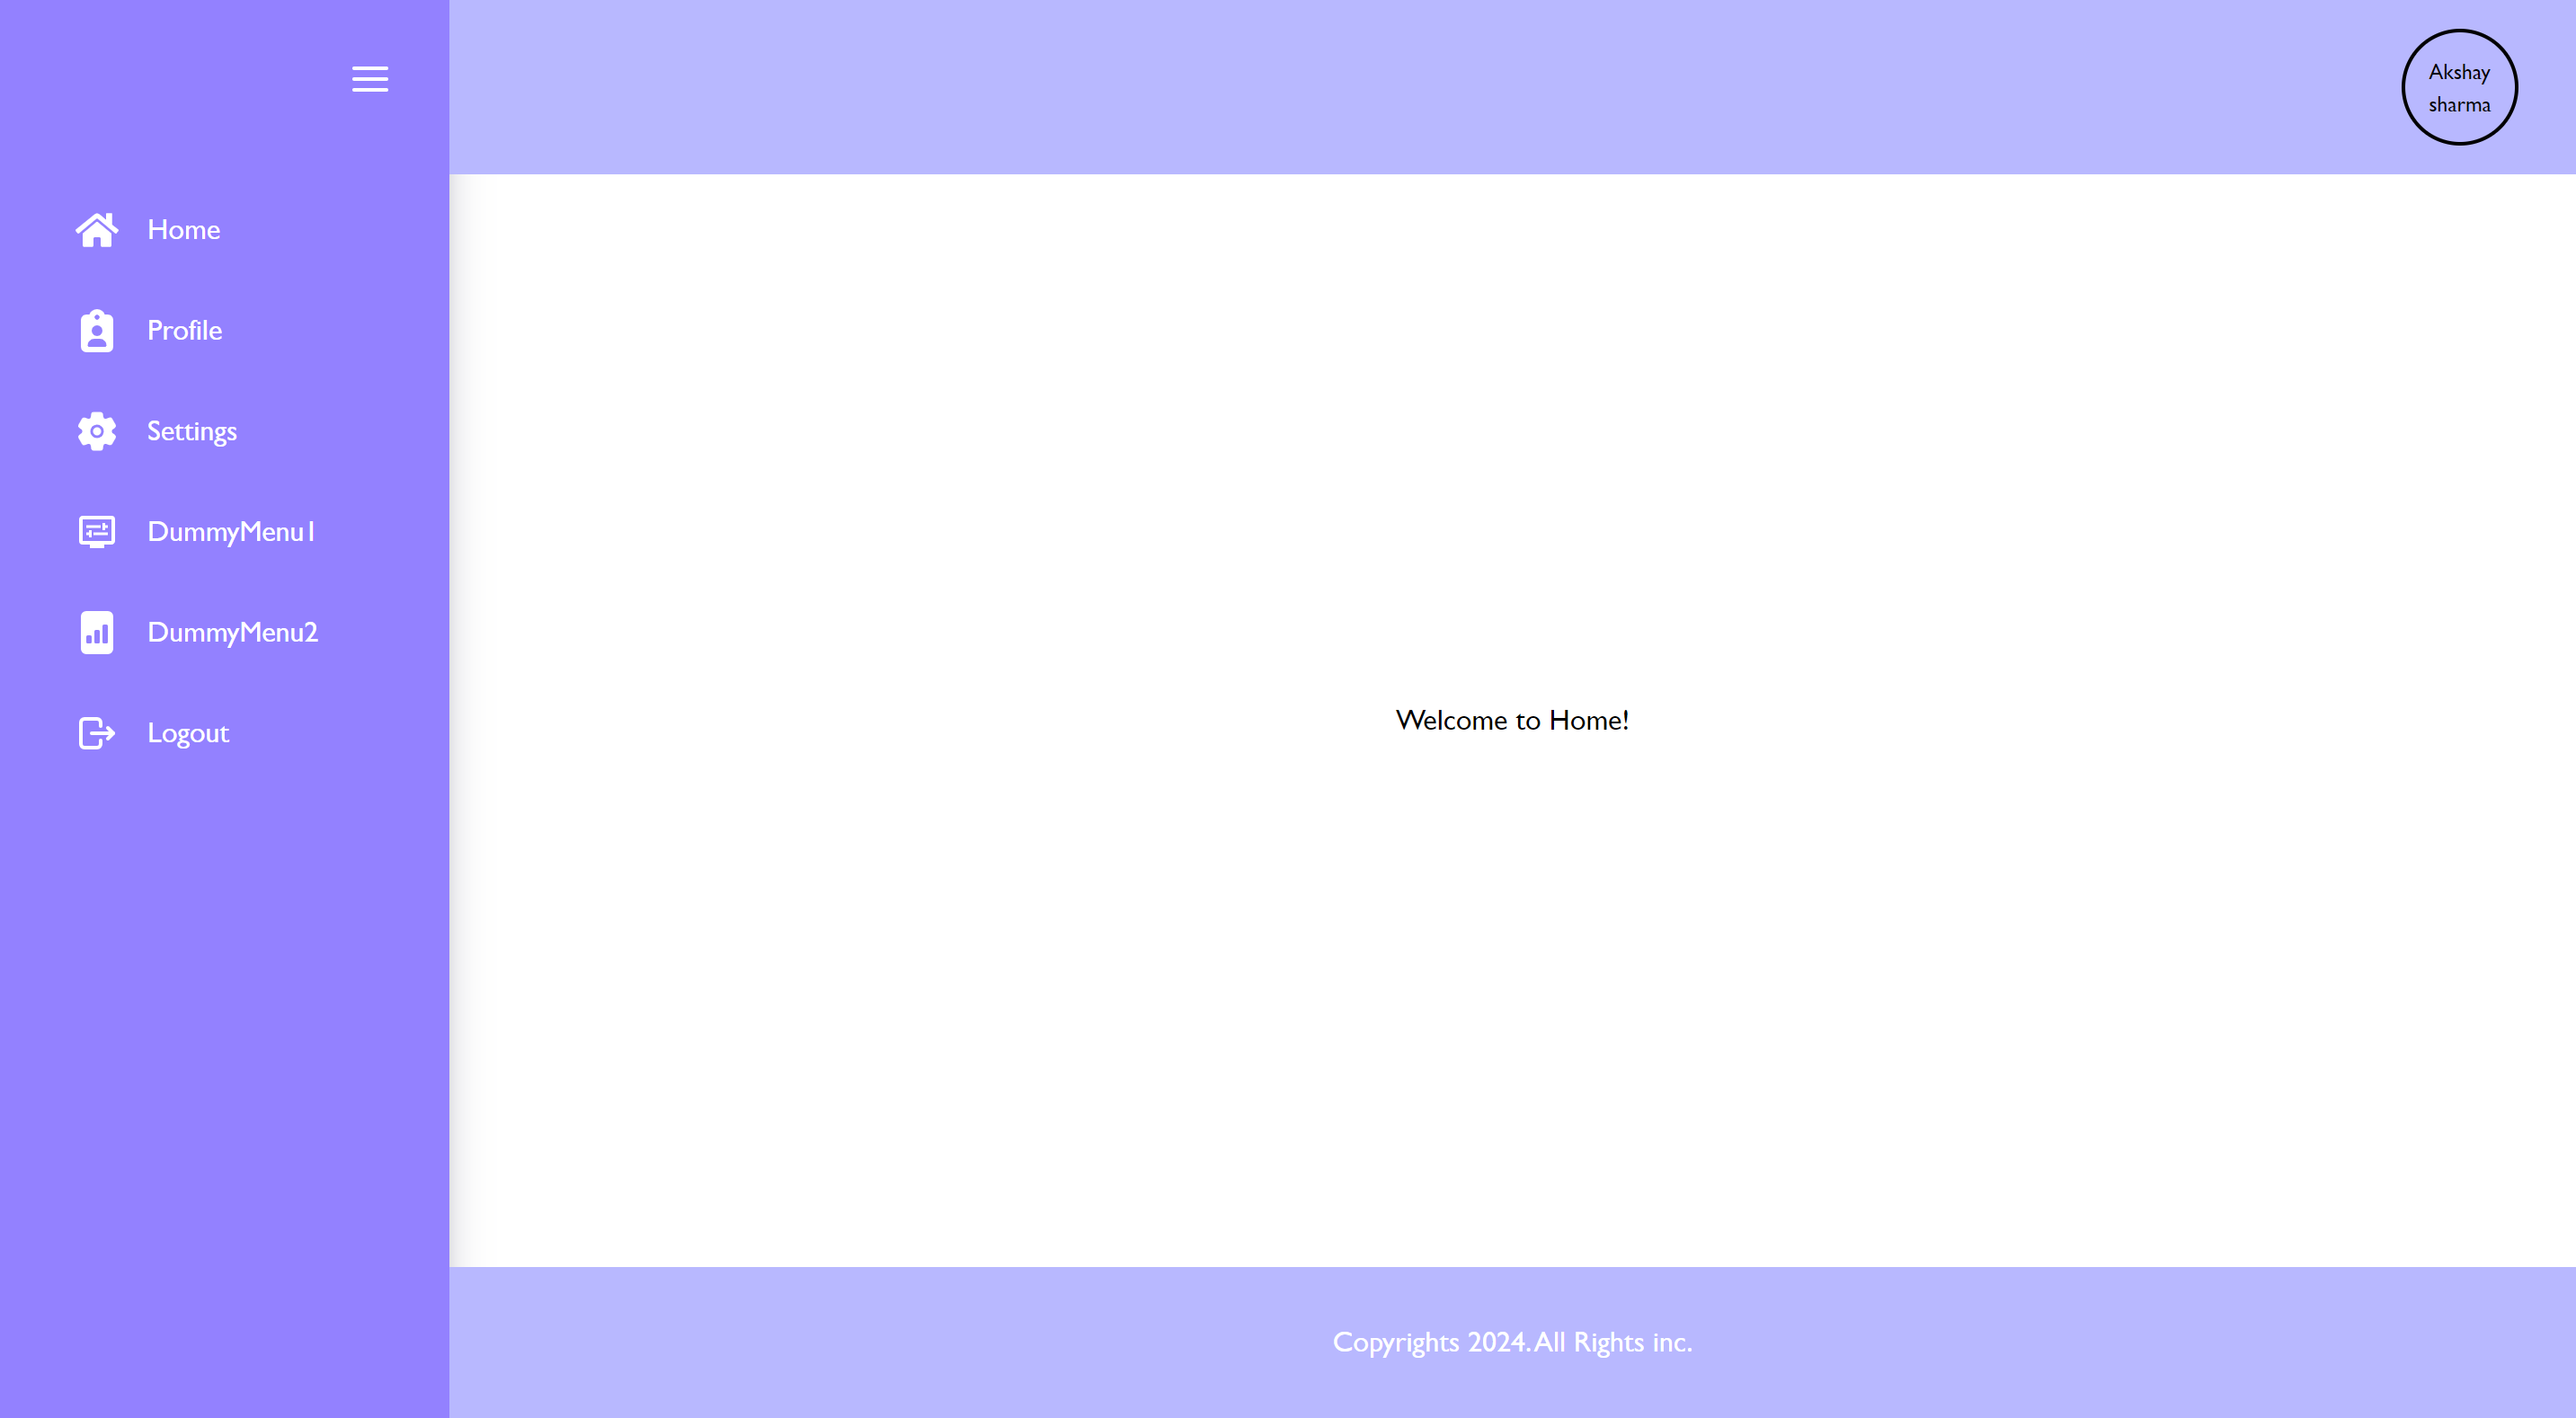 Akshay
sharma
Home
Profile
Settings
DummyMenu1
DummyMenu2
Logout
Welcome to Home!
Copyrights 2024. All Rights inc.